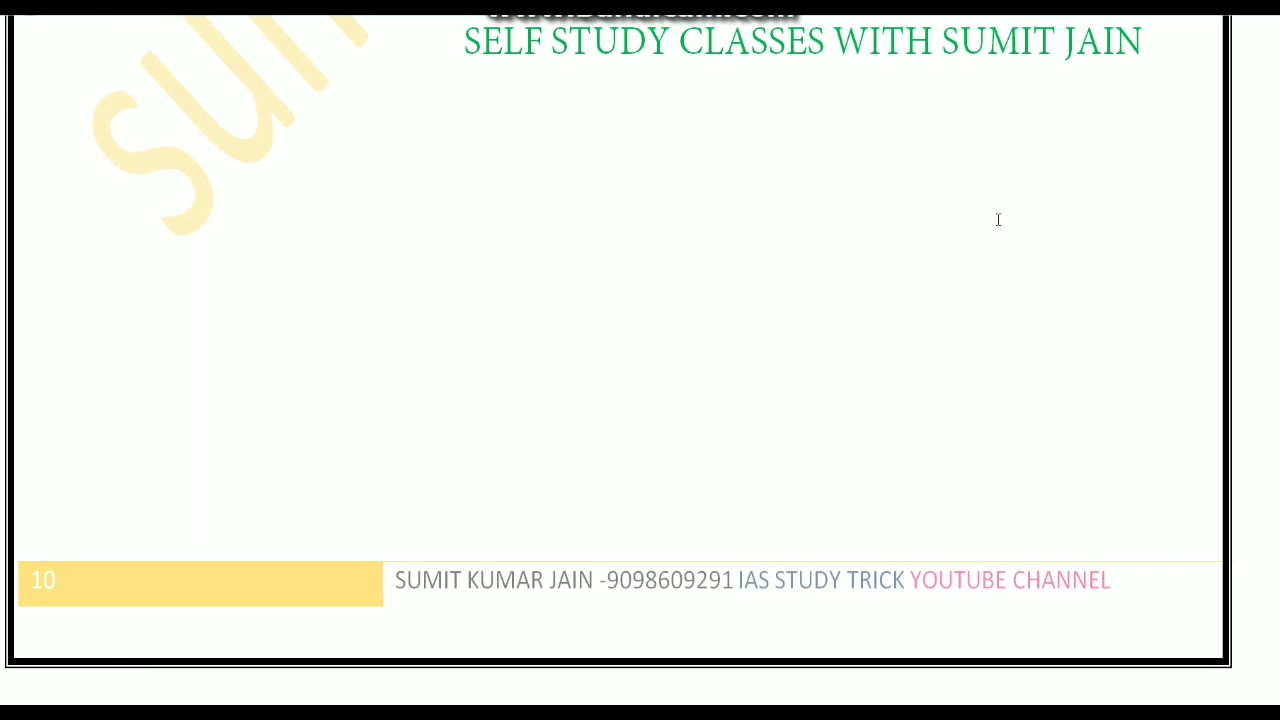 SELF STUDY CLASSES WITH SUMIT JAIN
10
SUMIT KUMAR JAIN -9098609291 IAS STUDY TRICK YOUTUBE CHANNEL